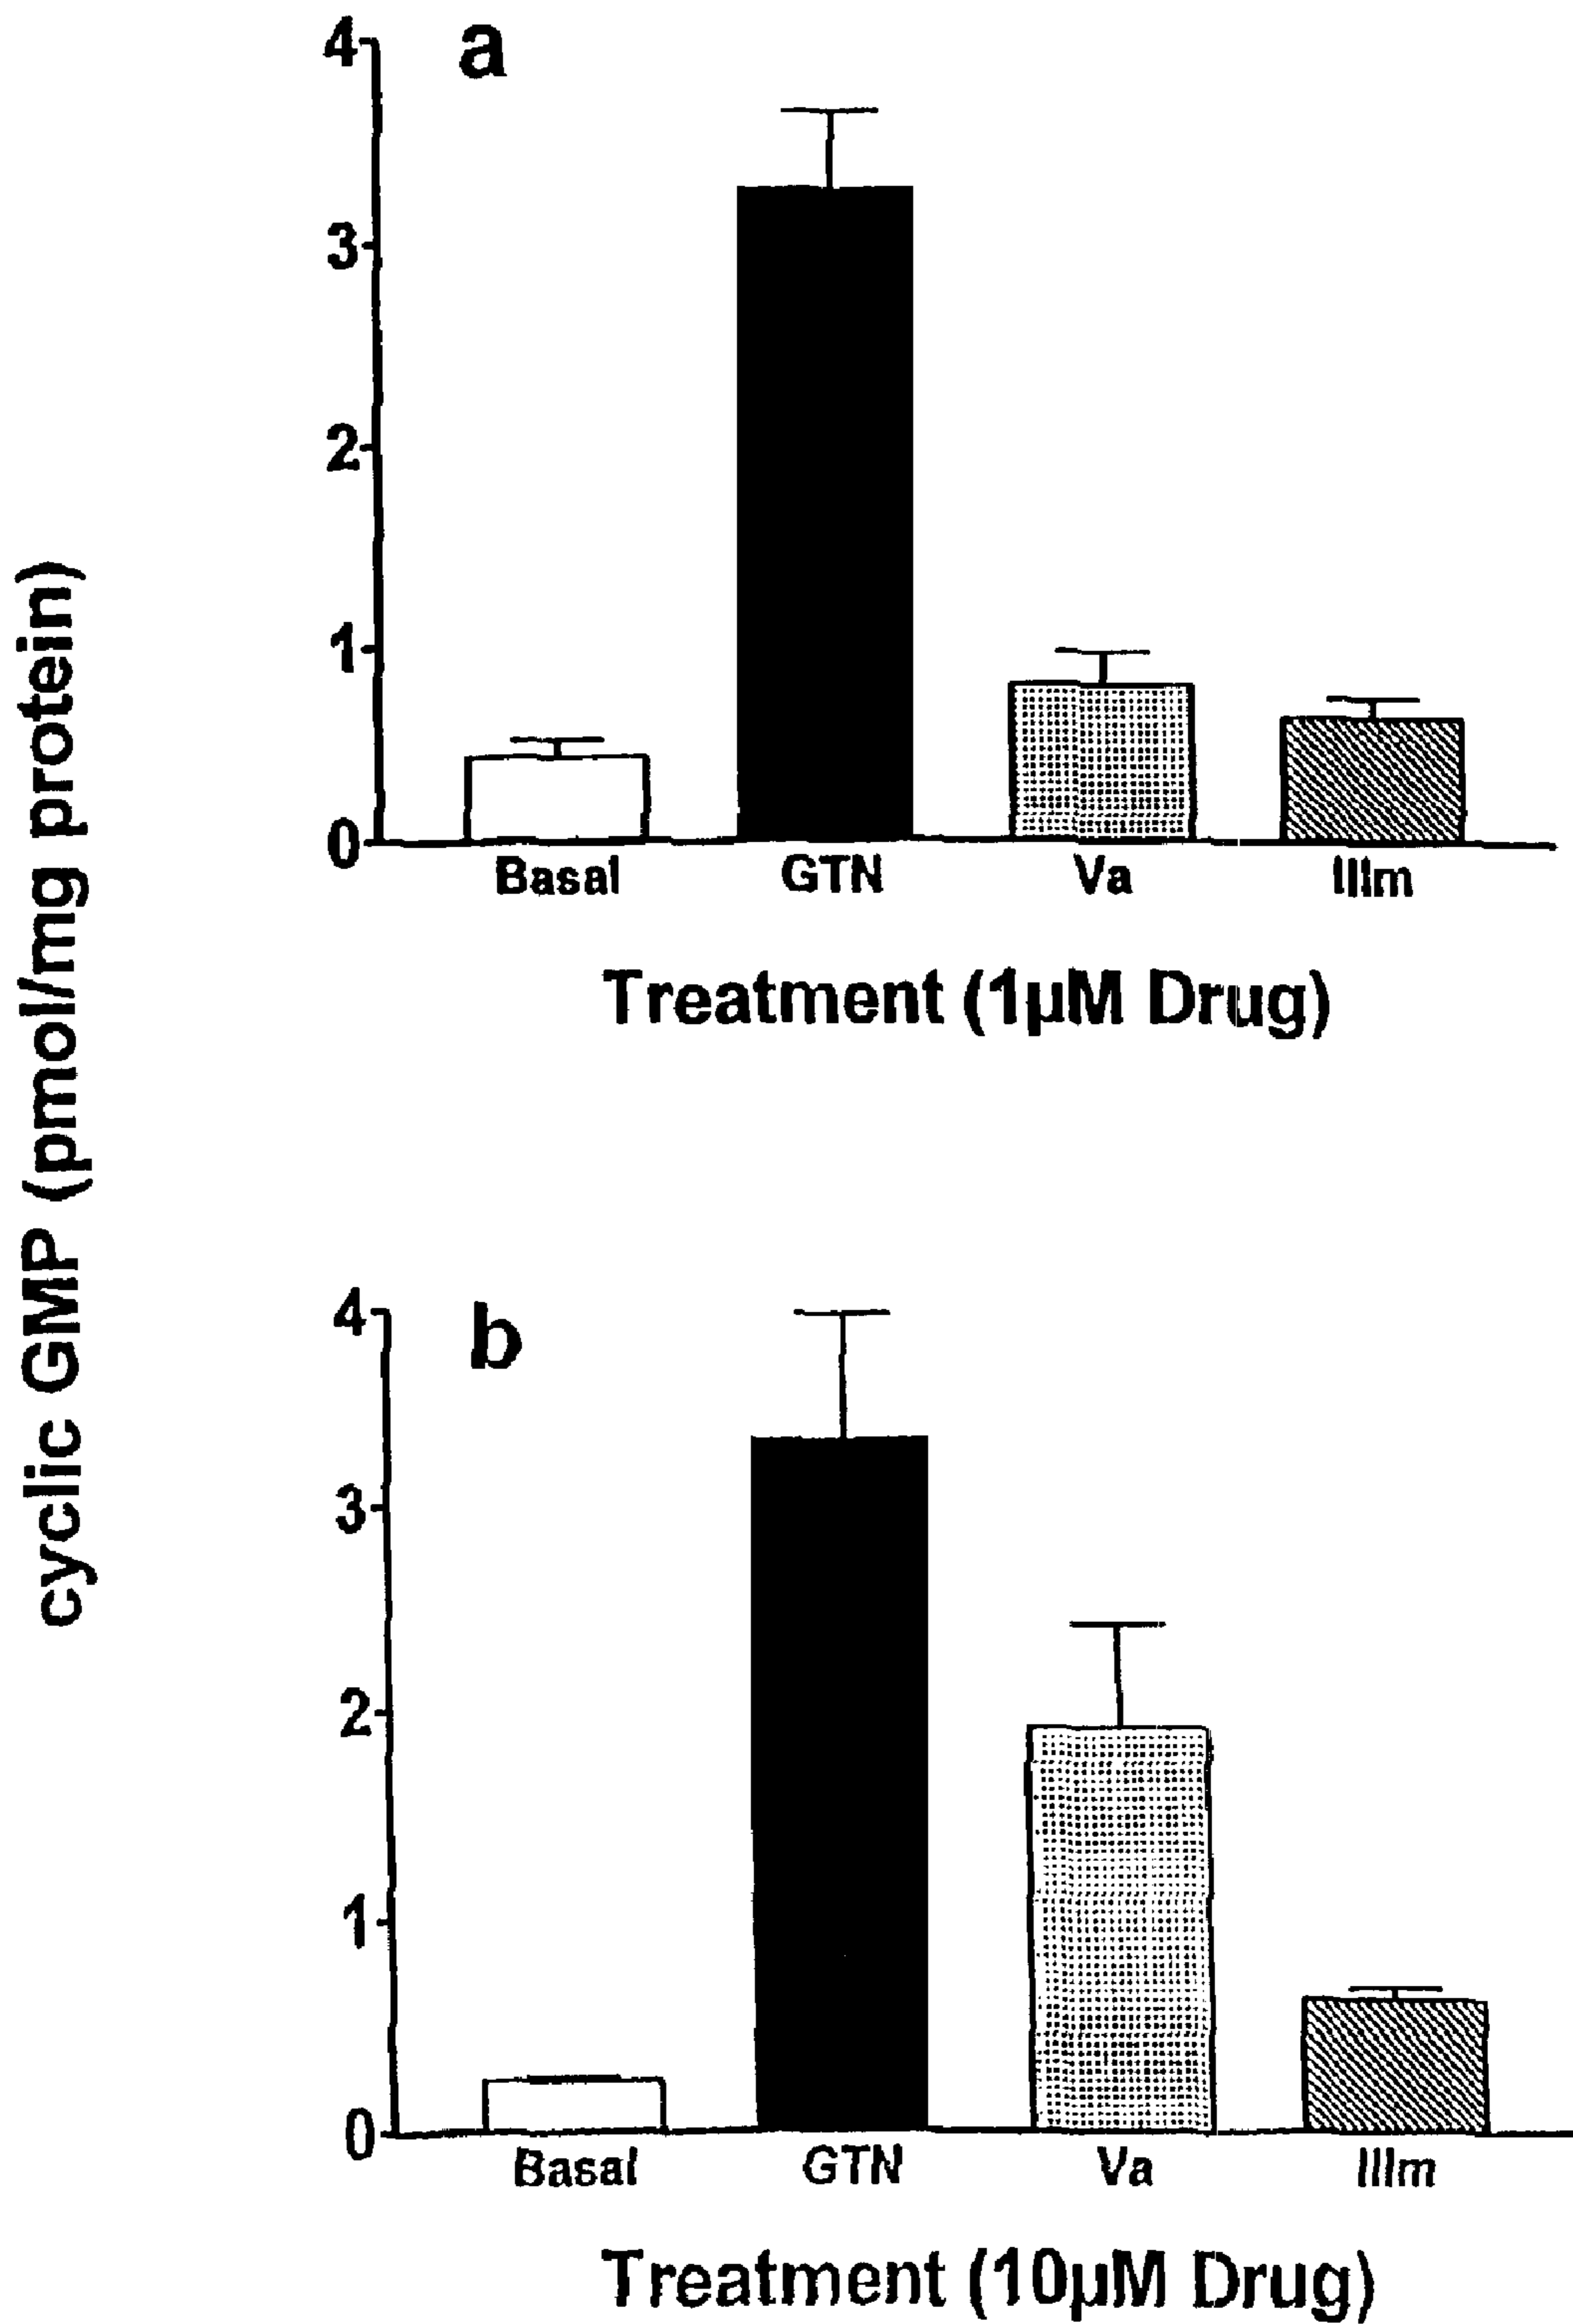 cyclic GMP (pmol/mg protein)
a
4
3
2
1
0
Basal GTN Va IIIm
Treatment (1µM Drug)
b
4
3
2
1
0
Basal GTN Va IIIm
Treatment (10µM Drug)